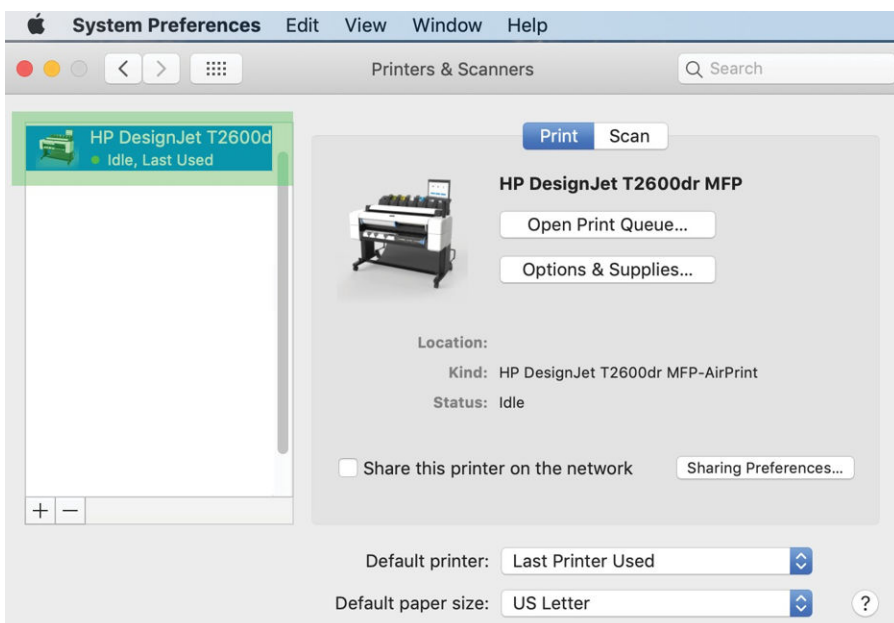 System Preferences Edit View Window Help
Printers & Scanners
Search
HP DesignJet T2600d
Idle, Last Used
Print Scan
HP DesignJet T2600dr MFP
Open Print Queue...
Options & Supplies...
Location:
Kind: HP DesignJet T2600dr MFP-AirPrint
Status: Idle
Share this printer on the network Sharing Preferences...
+ −
Default printer: Last Printer Used
Default paper size: US Letter ?